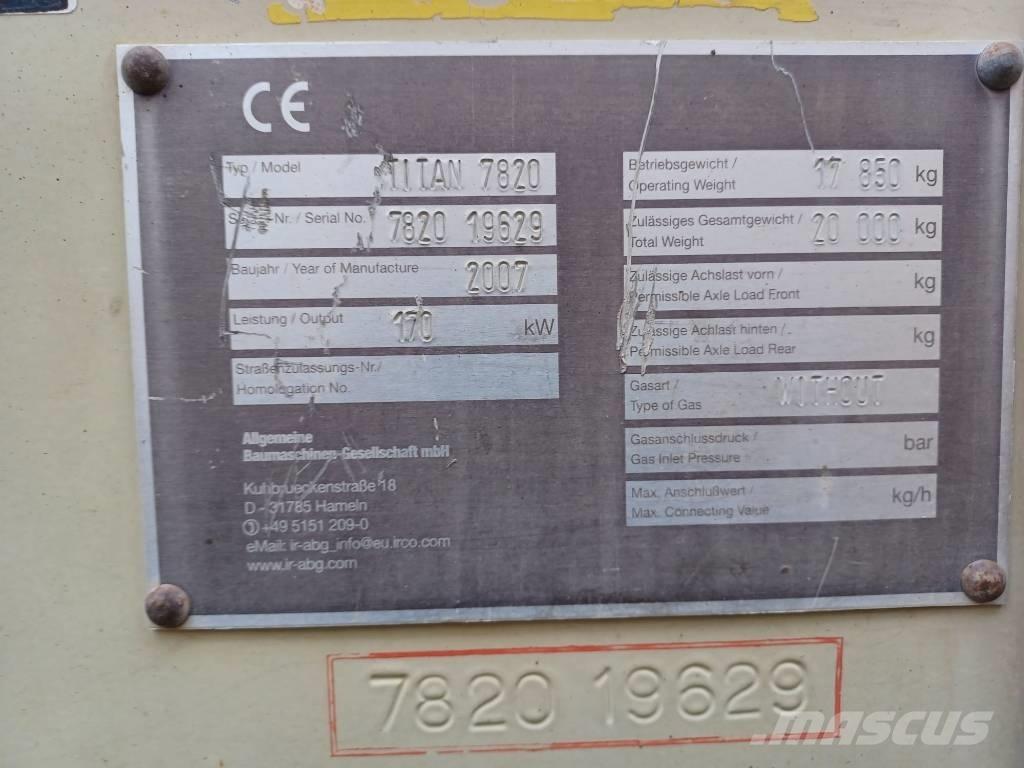 CE
Typ / Model TITAN 7820
Serien-Nr. / Serial No. 7820 19629
Baujahr / Year of Manufacture 2007
Leistung / Output 170 kW
Straßenzulassungs-Nr./
Homologation No.
Allgemeine
Baumaschinen-Gesellschaft mbH
Kuhbrueckenstraße 18
D - 31785 Hameln
+49 5151 209-0
eMail: ir-abg_info@eu.irco.com
www.ir-abg.com
Betriebsgewicht /
Operating Weight 17 850 kg
Zulässiges Gesamtgewicht /
Total Weight 20 000 kg
Zulässige Achslast vorn /
Permissible Axle Load Front kg
Zulässige Achlast hinten /
Permissible Axle Load Rear kg
Gasart /
Type of Gas WITHOUT
Gasanschlussdruck /
Gas Inlet Pressure bar
Max. Anschlußwert /
Max. Connecting Value kg/h
7820 19629
mascus